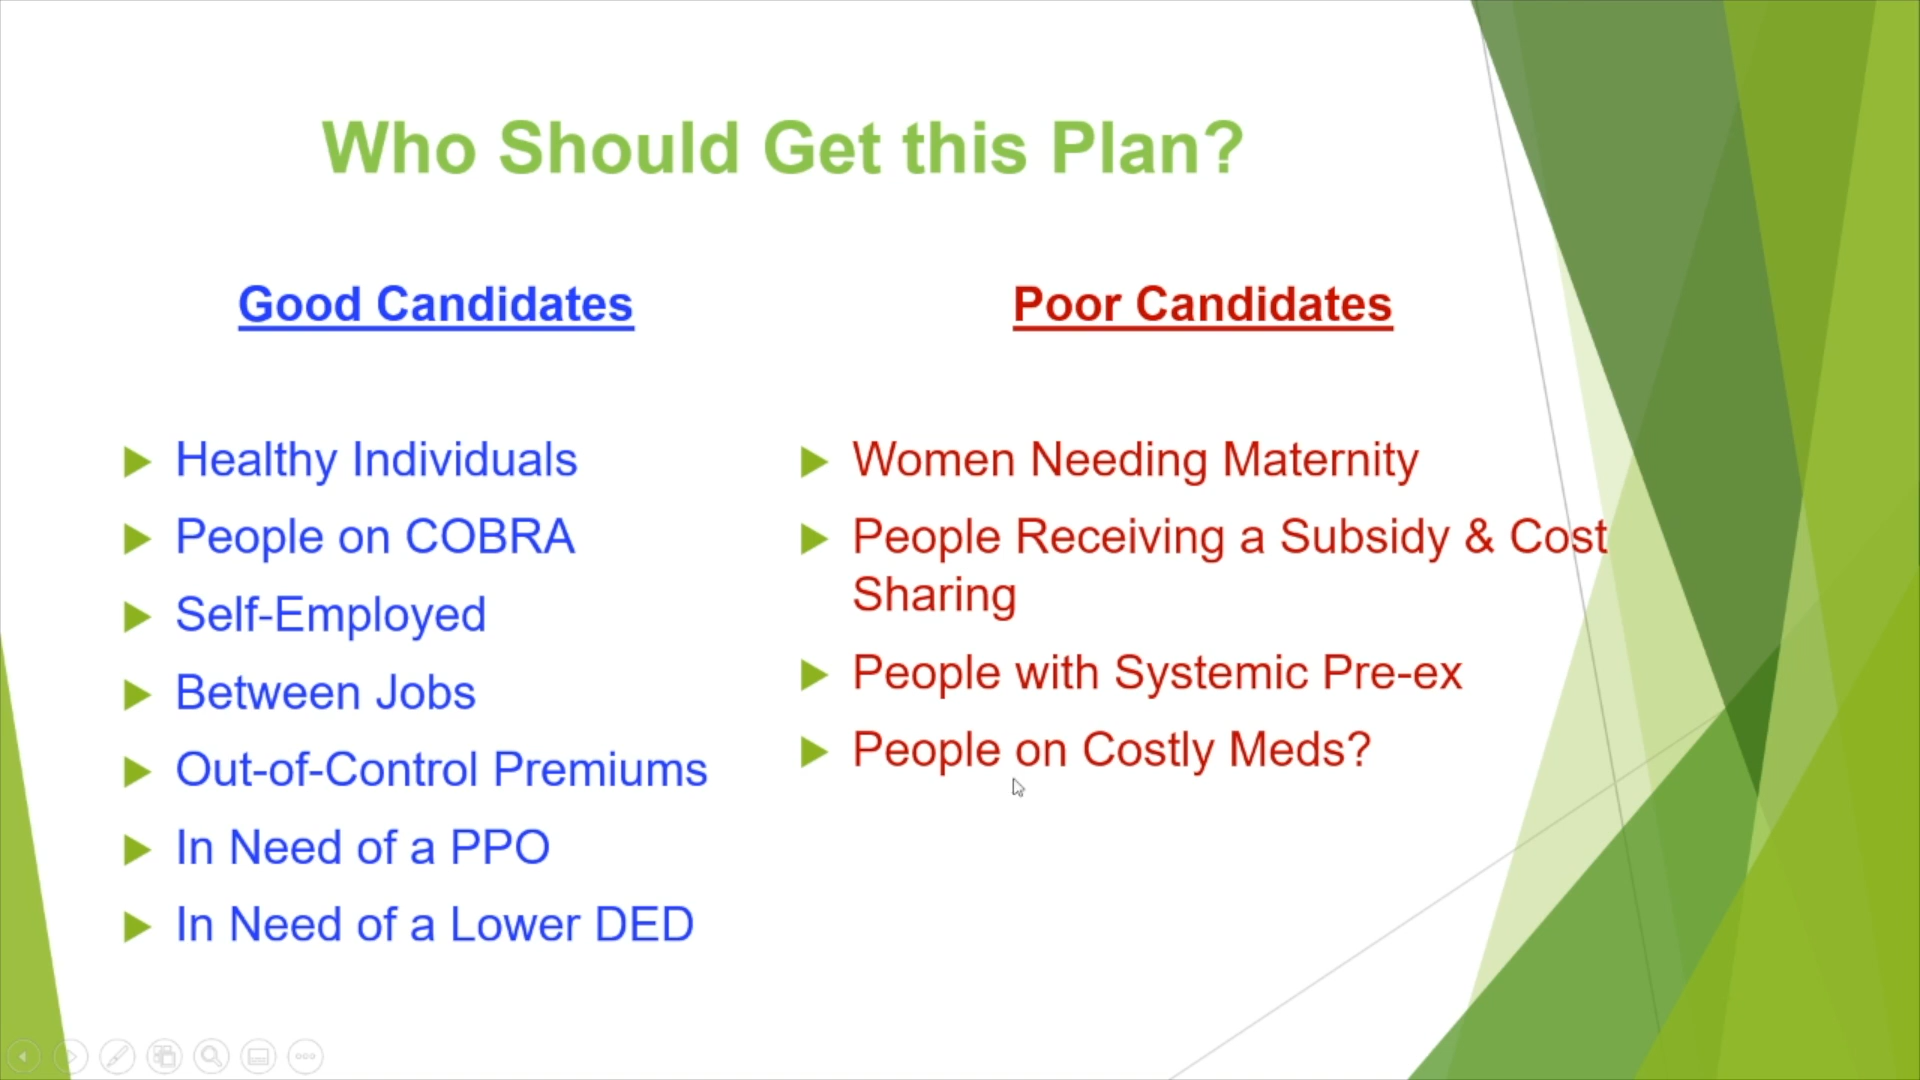 Who Should Get this Plan?
Good Candidates
Healthy Individuals
People on COBRA
Self-Employed
Between Jobs
Out-of-Control Premiums
In Need of a PPO
In Need of a Lower DED
Poor Candidates
Women Needing Maternity
People Receiving a Subsidy & Cost
Sharing
People with Systemic Pre-ex
People on Costly Meds?